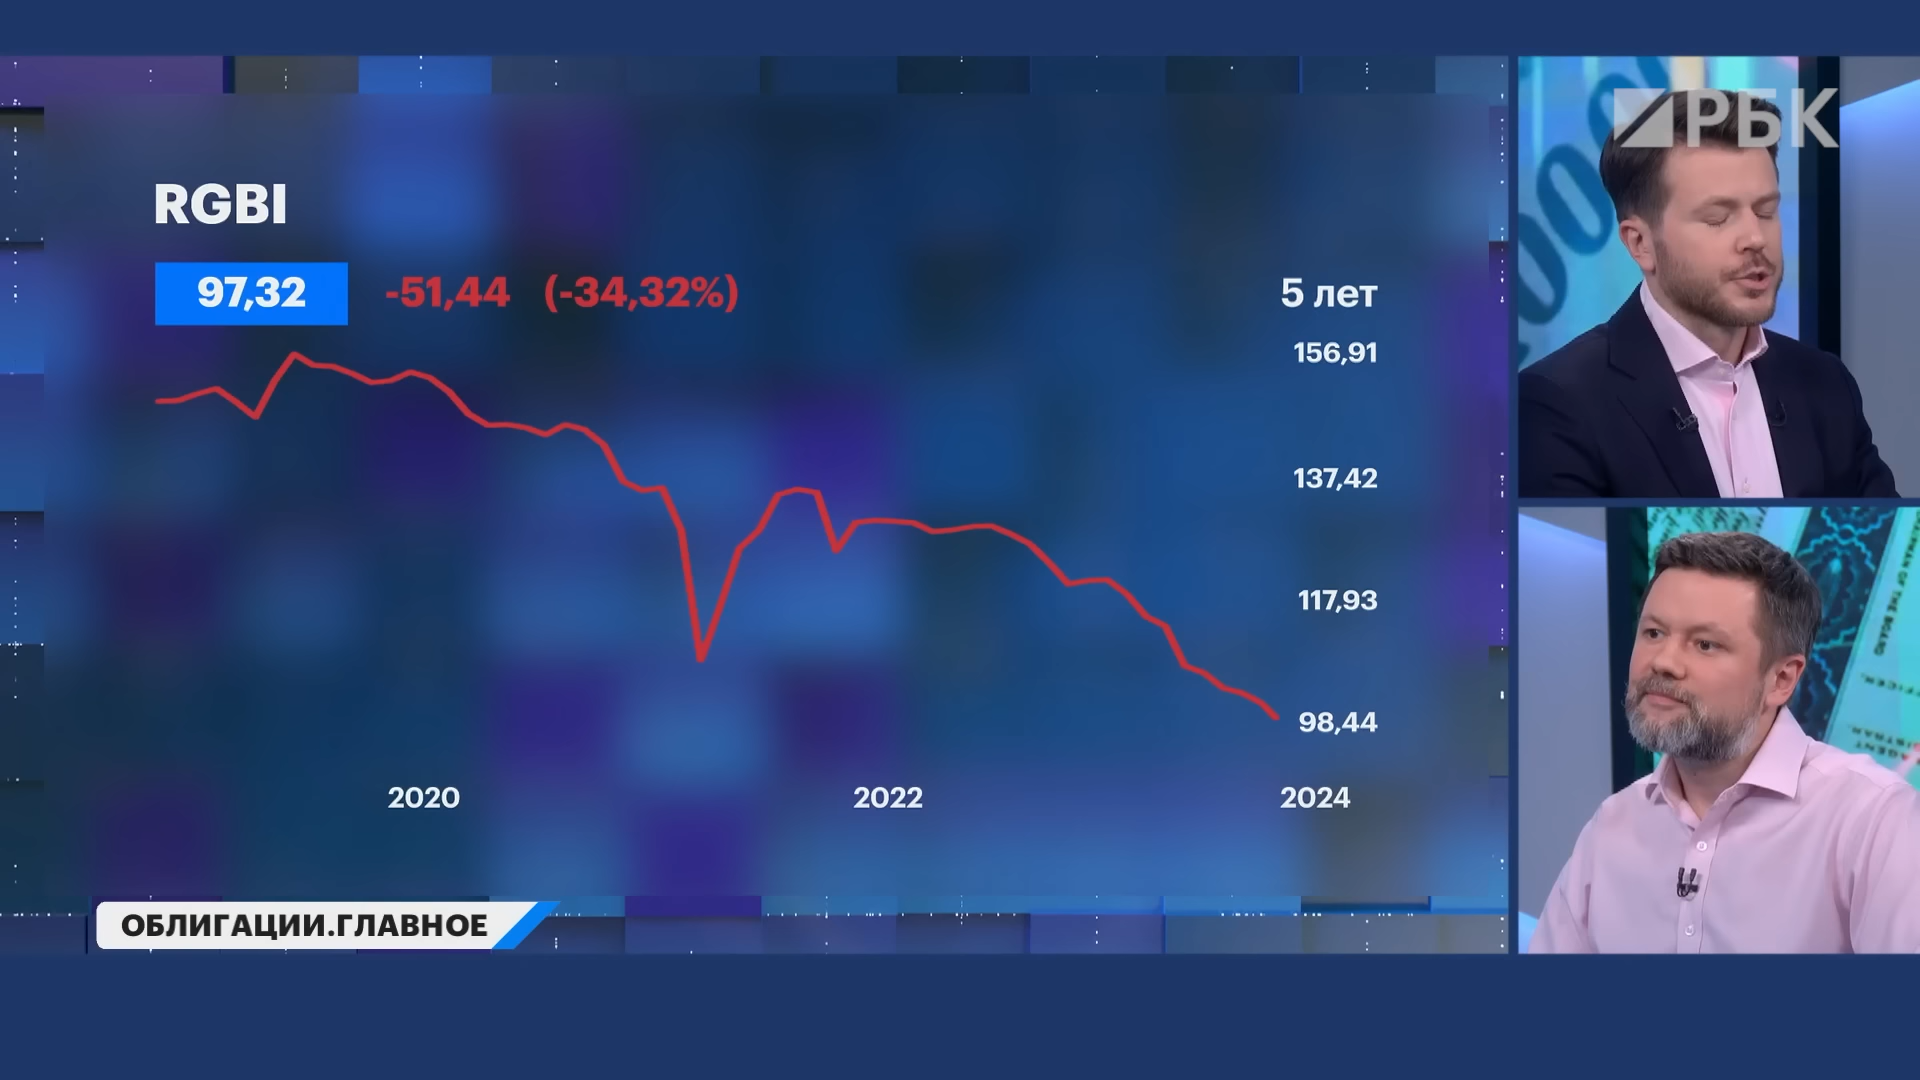 РБК
RGBI
97,32 -51,44 (-34,32%)
5 лет
156,91
137,42
117,93
98,44
2020 2022 2024
ОБЛИГАЦИИ.ГЛАВНОЕ